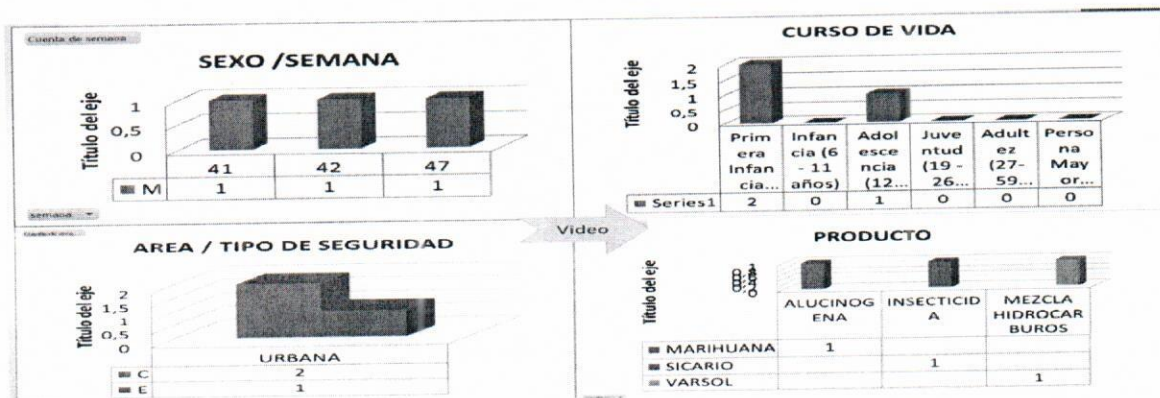 Cuenta de semana
SEXO /SEMANA
Título del eje
1
0,5
0
41 42 47
M 1 1 1
semana
CURSO DE VIDA
Título del eje
2
1,5
1
0,5
0
Prim
era
Infan
cia...
Infan
cia (6
- 11
años)
Adol
esce
ncia
(12...
Juve
ntud
(19 -
26...
Adult
ez
(27-
59...
Perso
na
May
or...
Series1 2 0 1 0 0 0
Video
AREA / TIPO DE SEGURIDAD
Título del eje
2
1,5
1
0,5
0
URBANA
C 2
E 1
PRODUCTO
Título del eje
ALUCINOG
ENA
INSECTICID
A
MEZCLA
HIDROCAR
BUROS
MARIHUANA 1
SICARIO 1
VARSOL 1